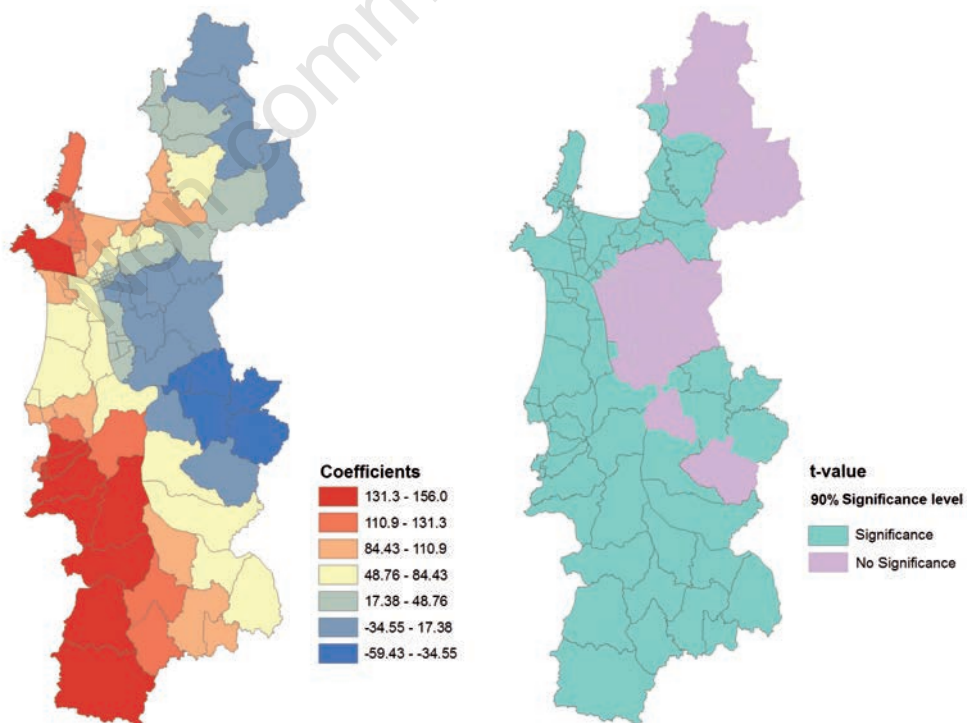 Coefficients
131.3 - 156.0
110.9 - 131.3
84.43 - 110.9
48.76 - 84.43
17.38 - 48.76
-34.55 - 17.38
-59.43 - -34.55
t-value
90% Significance level
Significance
No Significance